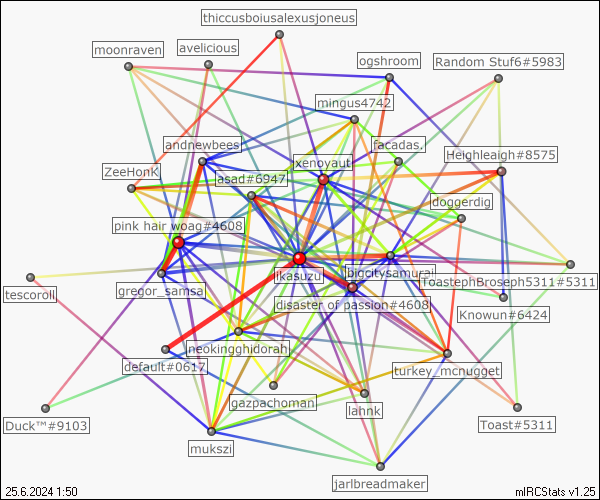 thiccusboiusalexusjoneus
moonraven
avelicious
ogshroom
Random Stuf6#5983
mingus4742
andnewbees
facadas.
xenoyaut
Heighleaigh#8575
ZeeHonK
asad#6947
doggerdig
pink hair woag#4608
ikasuzu
bigcitysamurai
ToastephBroseph5311#5311
tescoroll
gregor_samsa
disaster of passion#4608
Knowun#6424
neokingghidorah
default#0617
turkey_mcnugget
gazpachoman
lahnk
Toast#5311
Duck™#9103
mukszi
jarlbreadmaker
25.6.2024 1:50
mIRCStats v1.25